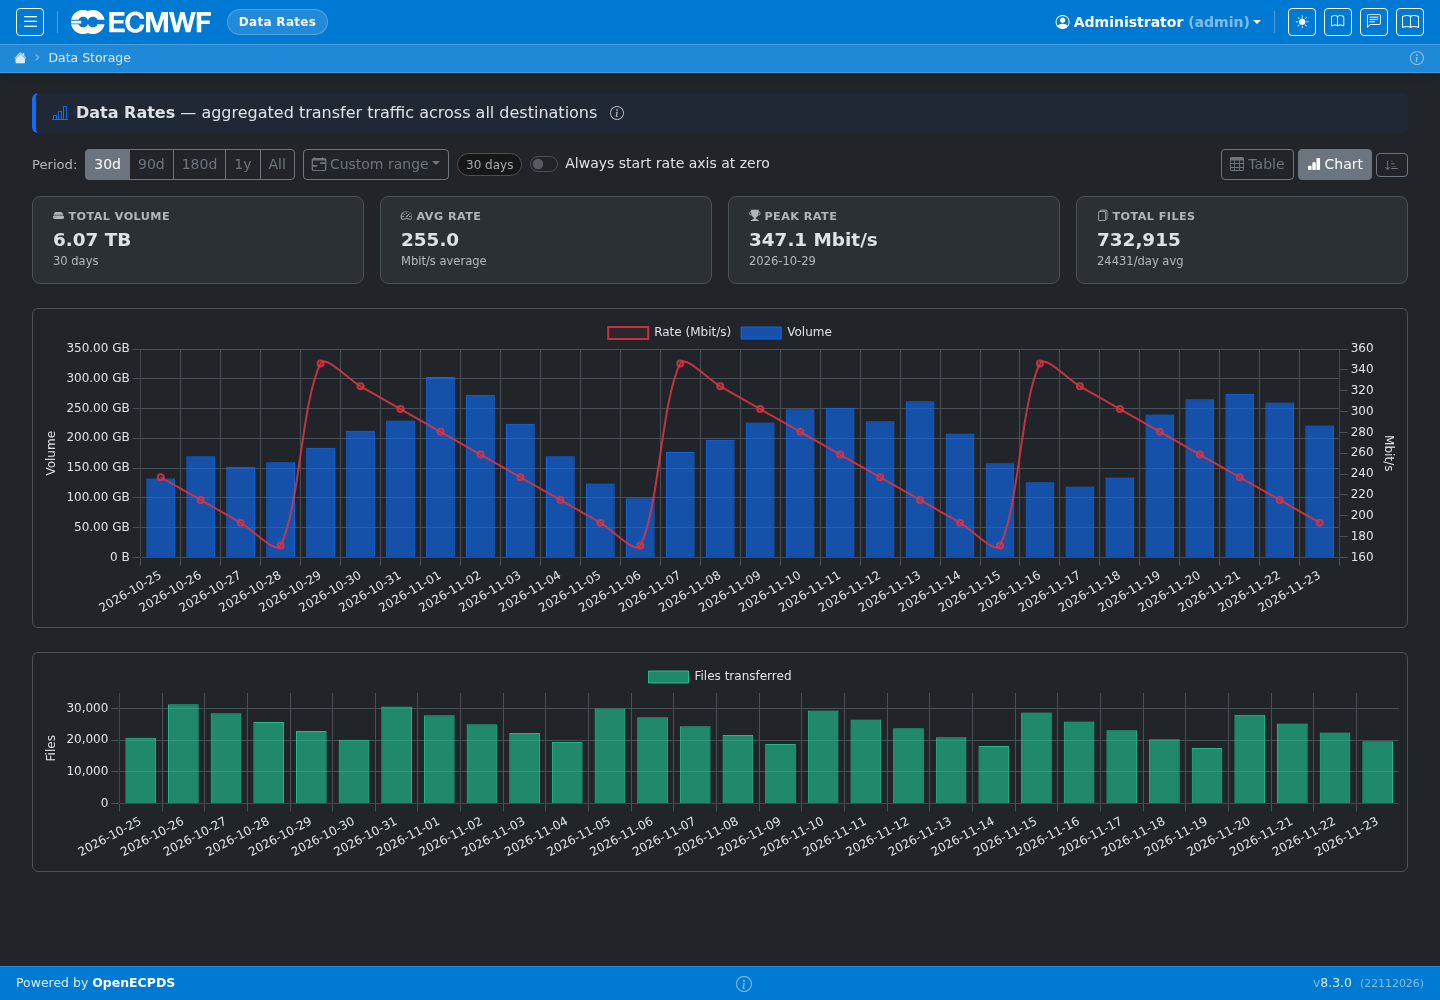 ECMWF Data Rates Administrator (admin)
Data Storage
Data Rates — aggregated transfer traffic across all destinations
Period: 30d 90d 180d 1y All Custom range 30 days Always start rate axis at zero Table Chart
TOTAL VOLUME
6.07 TB
30 days
AVG RATE
255.0
Mbit/s average
PEAK RATE
347.1 Mbit/s
2026-10-29
TOTAL FILES
732,915
24431/day avg
Rate (Mbit/s) Volume
Volume
350.00 GB
300.00 GB
250.00 GB
200.00 GB
150.00 GB
100.00 GB
50.00 GB
0 B
360
340
320
300
280
260
240
220
200
180
160
Mbit/s
2026-10-25
2026-10-26
2026-10-27
2026-10-28
2026-10-29
2026-10-30
2026-10-31
2026-11-01
2026-11-02
2026-11-03
2026-11-04
2026-11-05
2026-11-06
2026-11-07
2026-11-08
2026-11-09
2026-11-10
2026-11-11
2026-11-12
2026-11-13
2026-11-14
2026-11-15
2026-11-16
2026-11-17
2026-11-18
2026-11-19
2026-11-20
2026-11-21
2026-11-22
2026-11-23
Files transferred
Files
30,000
20,000
10,000
0
2026-10-25
2026-10-26
2026-10-27
2026-10-28
2026-10-29
2026-10-30
2026-10-31
2026-11-01
2026-11-02
2026-11-03
2026-11-04
2026-11-05
2026-11-06
2026-11-07
2026-11-08
2026-11-09
2026-11-10
2026-11-11
2026-11-12
2026-11-13
2026-11-14
2026-11-15
2026-11-16
2026-11-17
2026-11-18
2026-11-19
2026-11-20
2026-11-21
2026-11-22
2026-11-23
Powered by OpenECPDS v8.3.0 (22112026)